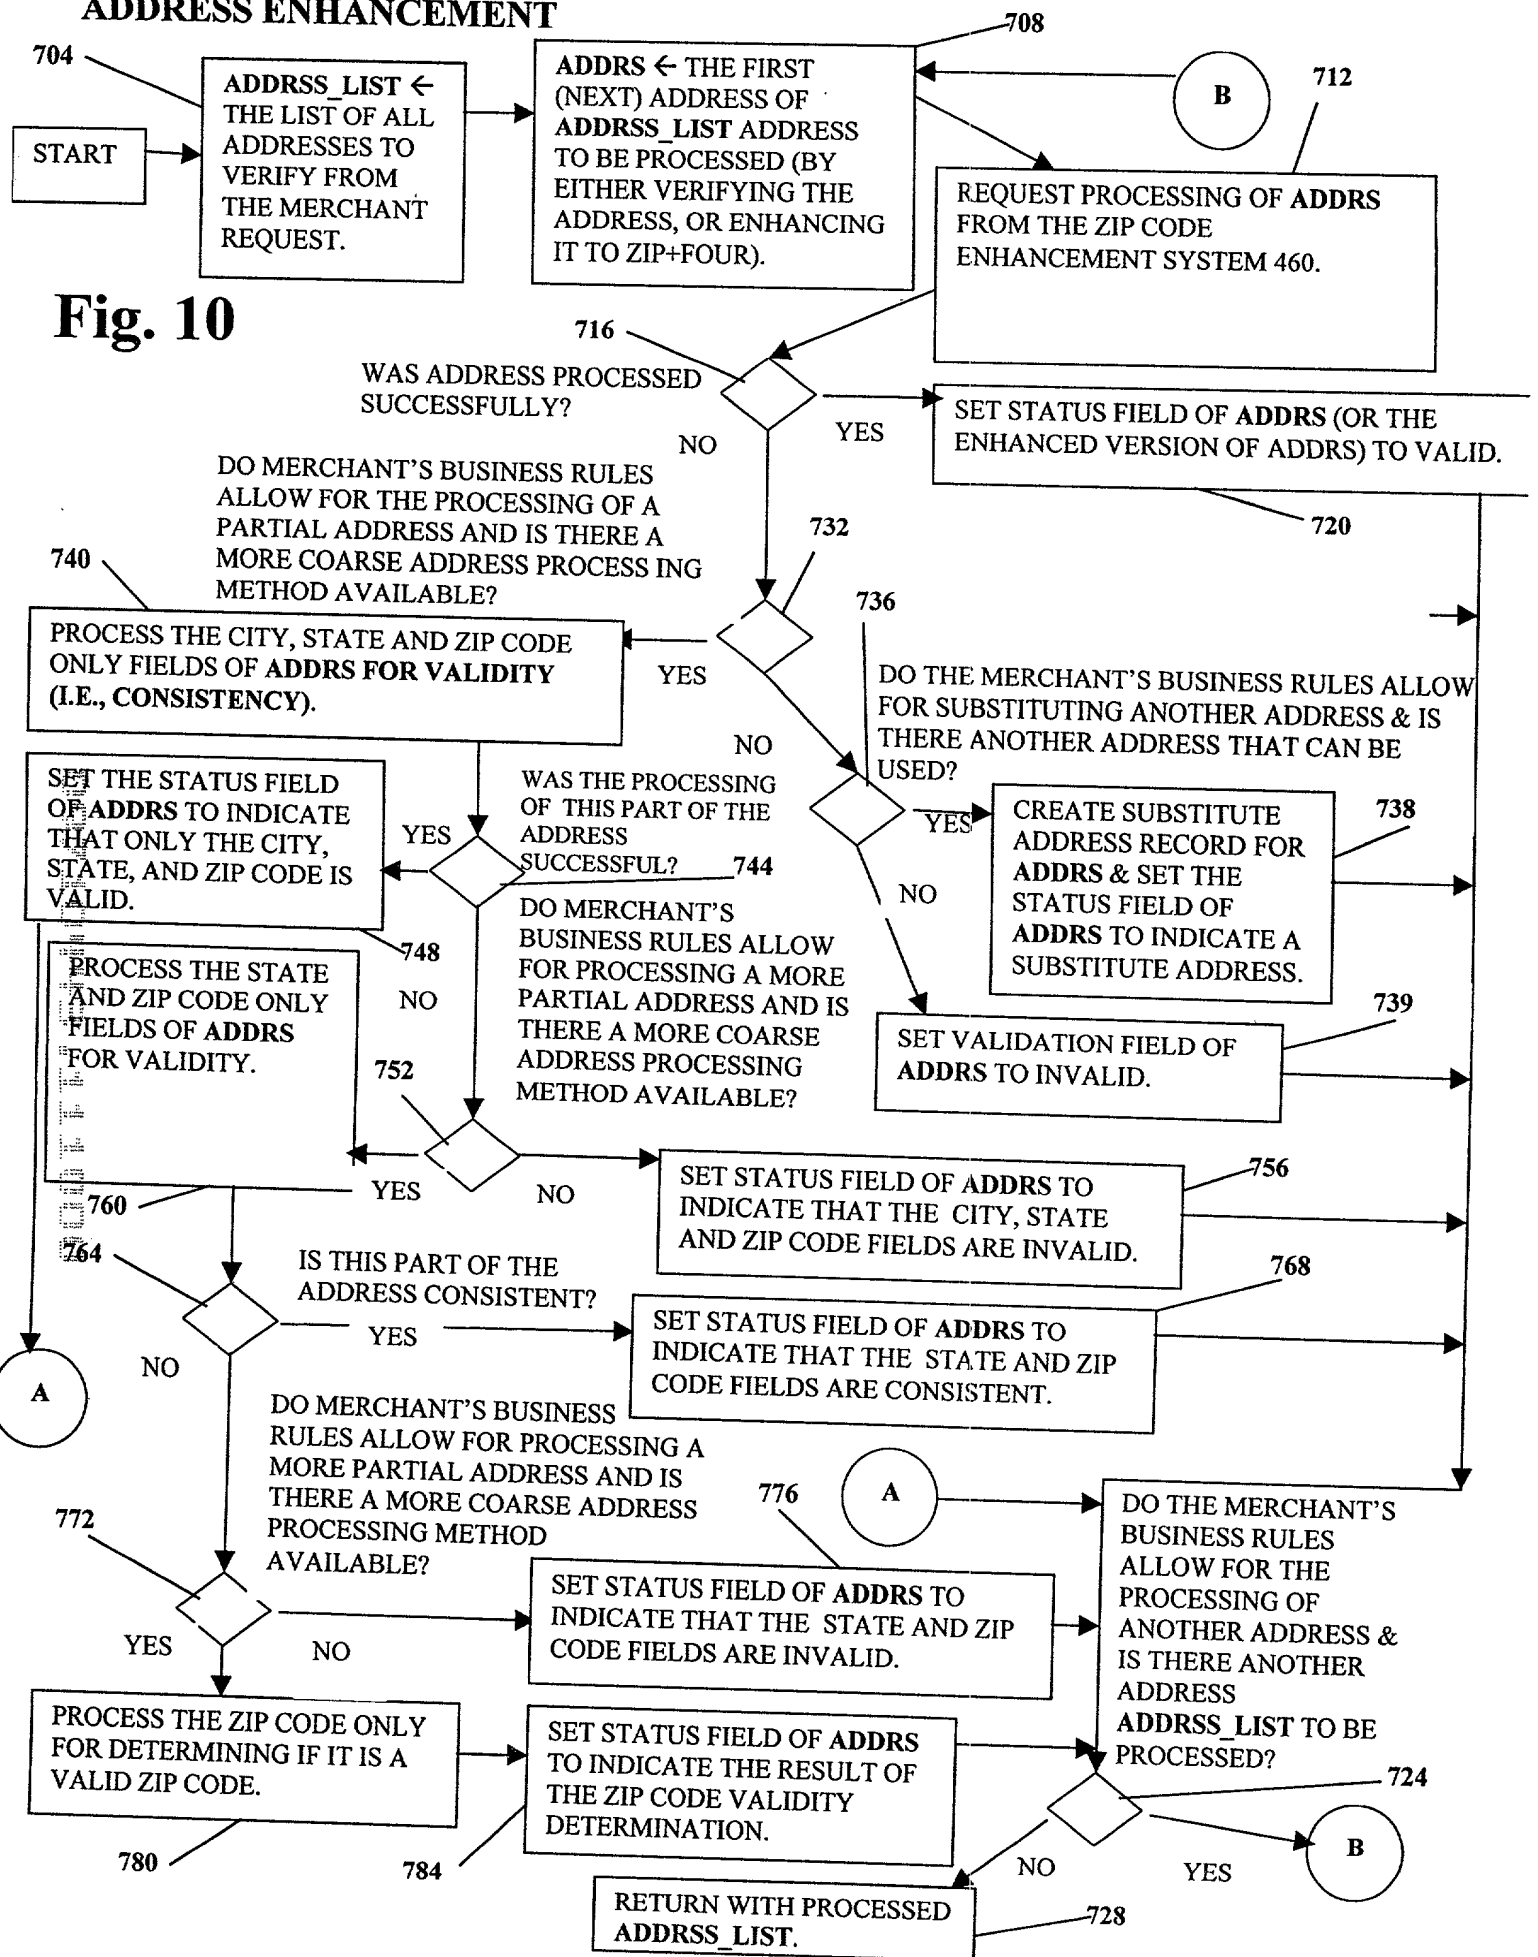 ADDRESS ENHANCEMENT
708
704
712
START
ADDRSS_LIST ←
THE LIST OF ALL
ADDRESSES TO
VERIFY FROM
THE MERCHANT
REQUEST.
ADDRS ← THE FIRST
(NEXT) ADDRESS OF
ADDRSS_LIST ADDRESS
TO BE PROCESSED (BY
EITHER VERIFYING THE
ADDRESS, OR ENHANCING
IT TO ZIP+FOUR).
B
REQUEST PROCESSING OF ADDRS
FROM THE ZIP CODE
ENHANCEMENT SYSTEM 460.
Fig. 10
716
WAS ADDRESS PROCESSED
SUCCESSFULLY?
NO
YES
SET STATUS FIELD OF ADDRS (OR THE
ENHANCED VERSION OF ADDRS) TO VALID.
720
DO MERCHANT'S BUSINESS RULES
ALLOW FOR THE PROCESSING OF A
PARTIAL ADDRESS AND IS THERE A
MORE COARSE ADDRESS PROCESS ING
METHOD AVAILABLE?
732
740
736
PROCESS THE CITY, STATE AND ZIP CODE
ONLY FIELDS OF ADDRS FOR VALIDITY
(I.E., CONSISTENCY).
YES
NO
DO THE MERCHANT'S BUSINESS RULES ALLOW
FOR SUBSTITUTING ANOTHER ADDRESS & IS
THERE ANOTHER ADDRESS THAT CAN BE
USED?
SET THE STATUS FIELD
OF ADDRS TO INDICATE
THAT ONLY THE CITY,
STATE, AND ZIP CODE IS
VALID.
YES
WAS THE PROCESSING
OF THIS PART OF THE
ADDRESS
SUCCESSFUL?
744
YES
NO
CREATE SUBSTITUTE
ADDRESS RECORD FOR
ADDRS & SET THE
STATUS FIELD OF
ADDRS TO INDICATE A
SUBSTITUTE ADDRESS.
738
748
NO
DO MERCHANT'S
BUSINESS RULES ALLOW
FOR PROCESSING A MORE
PARTIAL ADDRESS AND IS
THERE A MORE COARSE
ADDRESS PROCESSING
METHOD AVAILABLE?
739
SET VALIDATION FIELD OF
ADDRS TO INVALID.
PROCESS THE STATE
AND ZIP CODE ONLY
FIELDS OF ADDRS
FOR VALIDITY.
752
YES
NO
SET STATUS FIELD OF ADDRS TO
INDICATE THAT THE CITY, STATE
AND ZIP CODE FIELDS ARE INVALID.
756
760
764
IS THIS PART OF THE
ADDRESS CONSISTENT?
YES
NO
768
SET STATUS FIELD OF ADDRS TO
INDICATE THAT THE STATE AND ZIP
CODE FIELDS ARE CONSISTENT.
A
DO MERCHANT'S BUSINESS
RULES ALLOW FOR PROCESSING A
MORE PARTIAL ADDRESS AND IS
THERE A MORE COARSE ADDRESS
PROCESSING METHOD
AVAILABLE?
772
776
A
DO THE MERCHANT'S
BUSINESS RULES
ALLOW FOR THE
PROCESSING OF
ANOTHER ADDRESS &
IS THERE ANOTHER
ADDRESS
ADDRSS_LIST TO BE
PROCESSED?
SET STATUS FIELD OF ADDRS TO
INDICATE THAT THE STATE AND ZIP
CODE FIELDS ARE INVALID.
YES
NO
PROCESS THE ZIP CODE ONLY
FOR DETERMINING IF IT IS A
VALID ZIP CODE.
SET STATUS FIELD OF ADDRS
TO INDICATE THE RESULT OF
THE ZIP CODE VALIDITY
DETERMINATION.
724
780
784
NO
YES
B
RETURN WITH PROCESSED
ADDRSS_LIST.
728